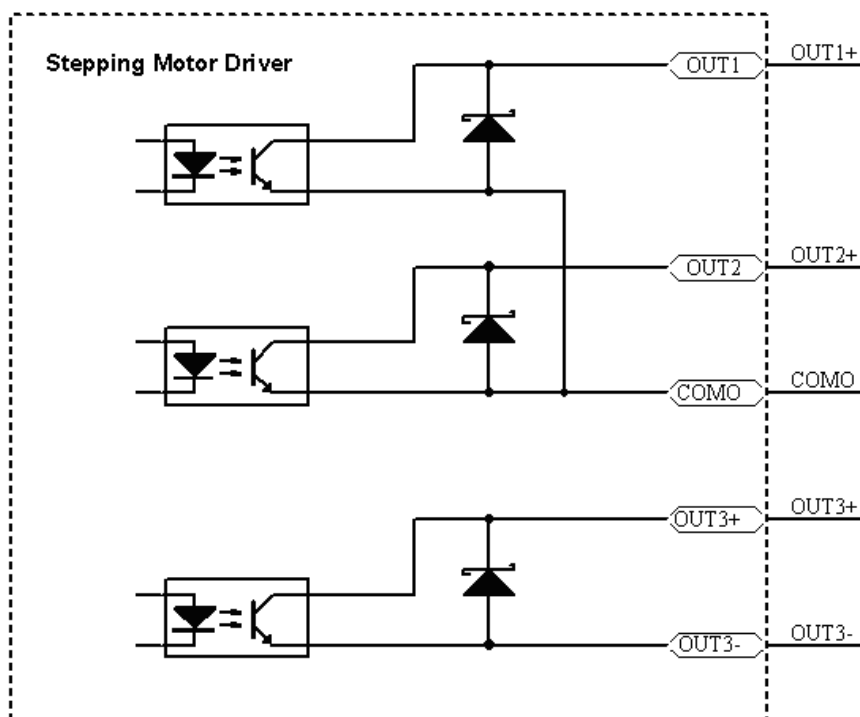 Stepping Motor Driver
OUT1 OUT1+
OUT2 OUT2+
COMO COMO
OUT3+ OUT3+
OUT3- OUT3-